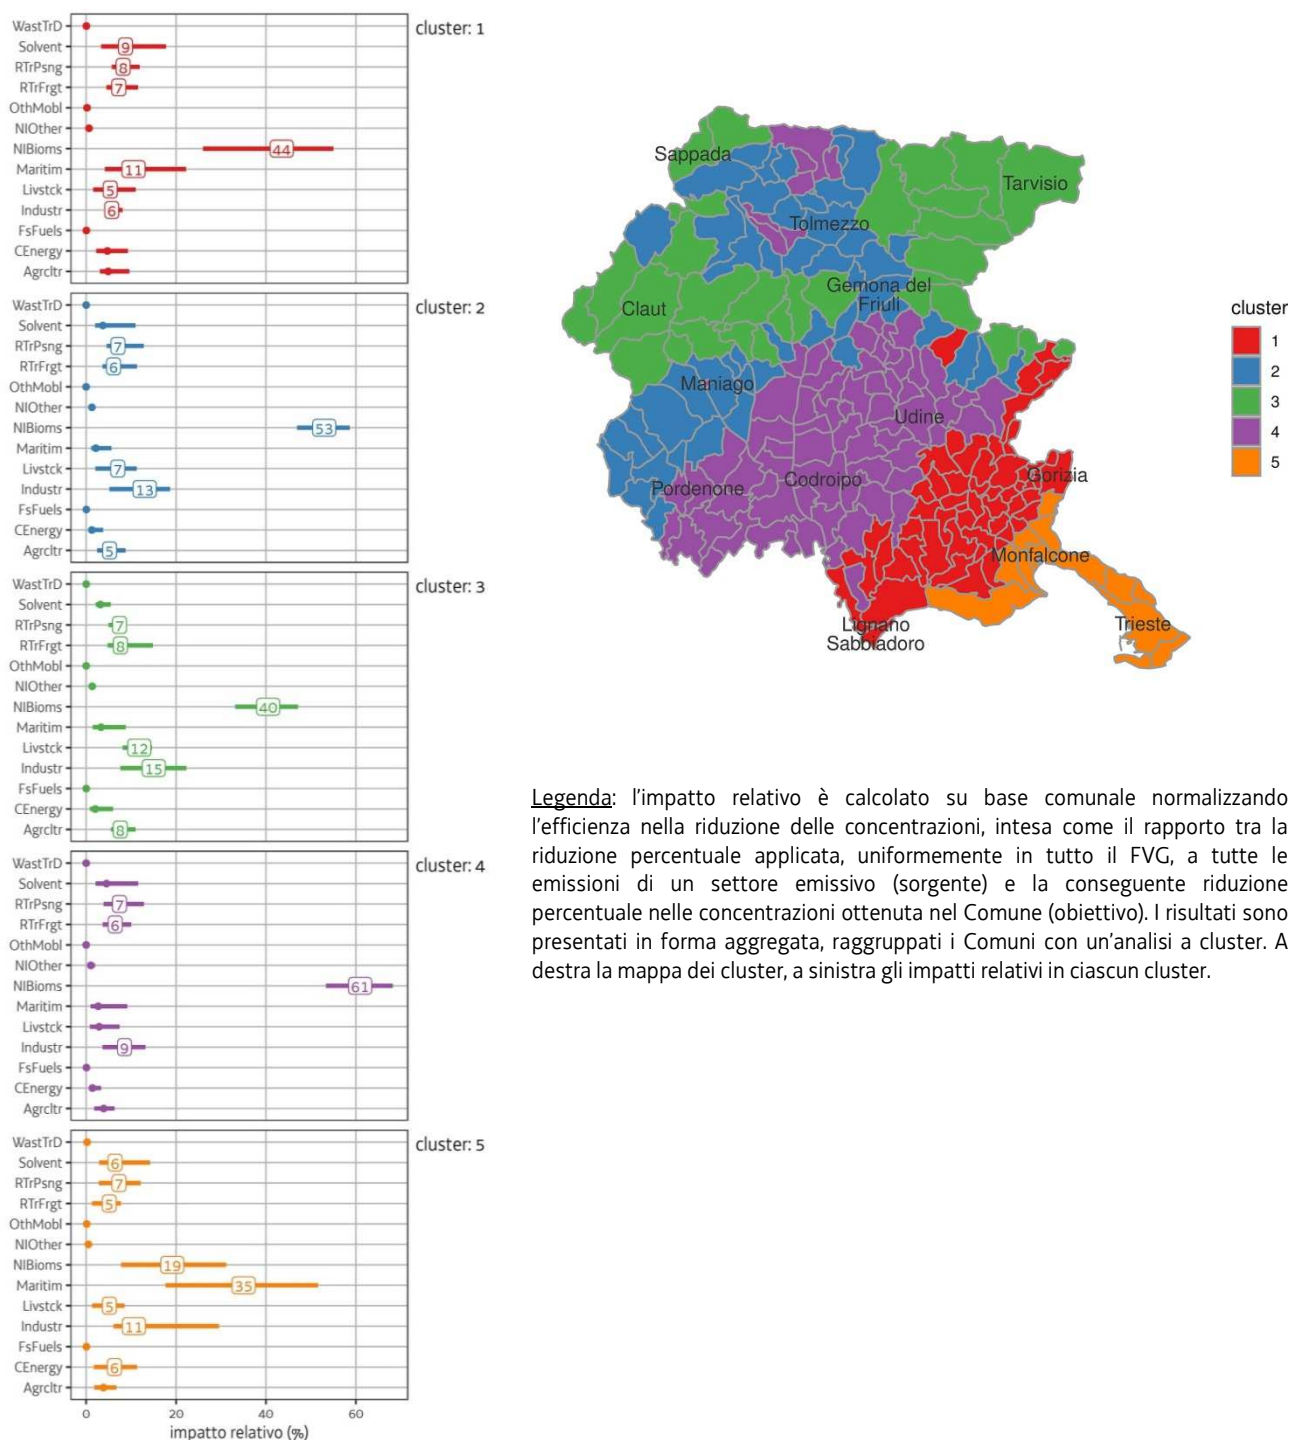 cluster: 1
WastTrD
Solvent 9
RTrPsng 8
RTrFrgt 7
OthMobl
NIOther
NIBioms 44
Maritim 11
Livstck 5
Industr 6
FsFuels
CEnergy
Agrcltr
cluster: 2
WastTrD
Solvent
RTrPsng 7
RTrFrgt 6
OthMobl
NIOther
NIBioms 53
Maritim
Livstck 7
Industr 13
FsFuels
CEnergy
Agrcltr 5
cluster: 3
WastTrD
Solvent
RTrPsng 7
RTrFrgt 8
OthMobl
NIOther
NIBioms 40
Maritim
Livstck 12
Industr 15
FsFuels
CEnergy
Agrcltr 8
cluster: 4
WastTrD
Solvent
RTrPsng 7
RTrFrgt 6
OthMobl
NIOther
NIBioms 61
Maritim
Livstck
Industr 9
FsFuels
CEnergy
Agrcltr
cluster: 5
WastTrD
Solvent 6
RTrPsng 7
RTrFrgt 5
OthMobl
NIOther
NIBioms 19
Maritim 35
Livstck 5
Industr 11
FsFuels
CEnergy 6
Agrcltr
0 20 40 60
impatto relativo (%)
Sappada
Tarvisio
Tolmezzo
Gemona del
Friuli
Claut
Maniago
Udine
Codroipo
Pordenone
Gorizia
Monfalcone
Lignano
Sabbiadoro
Trieste
cluster
1
2
3
4
5
Legenda: l'impatto relativo è calcolato su base comunale normalizzando
l'efficienza nella riduzione delle concentrazioni, intesa come il rapporto tra la
riduzione percentuale applicata, uniformemente in tutto il FVG, a tutte le
emissioni di un settore emissivo (sorgente) e la conseguente riduzione
percentuale nelle concentrazioni ottenuta nel Comune (obiettivo). I risultati sono
presentati in forma aggregata, raggruppati i Comuni con un'analisi a cluster. A
destra la mappa dei cluster, a sinistra gli impatti relativi in ciascun cluster.